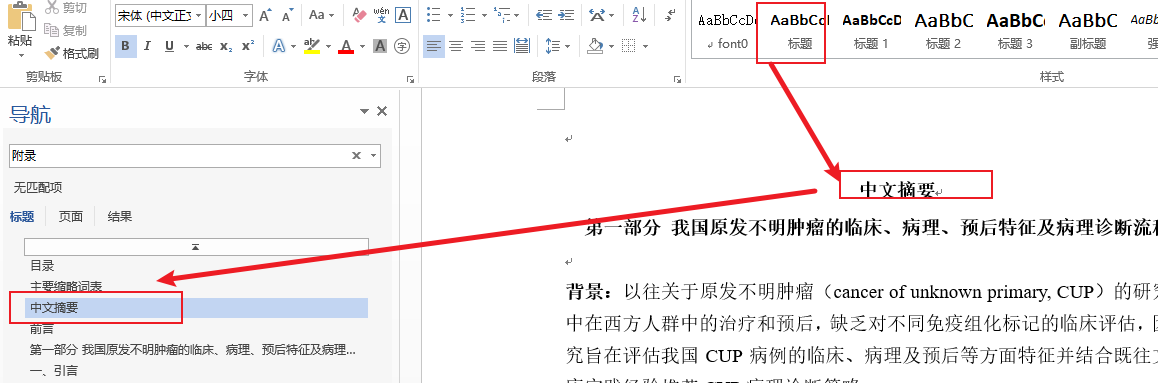 剪切
复制
粘贴
格式刷
剪贴板
宋体 (中文正文
小四
Aa
wén
A
B I U abc x₂ x²
字体
段落
AaBbCcDc AaBbCcI AaBbCcD AaBbC AaBbCc AaBbC
font0 标题 标题 1 标题 2 标题 3 副标题
样式
导航
附录
无匹配项
标题 页面 结果
目录
主要缩略词表
中文摘要
前言
第一部分 我国原发不明肿瘤的临床、病理、预后特征及病理...
一、引言
中文摘要
第一部分 我国原发不明肿瘤的临床、病理、预后特征及病理诊断流
背景：以往关于原发不明肿瘤（cancer of unknown primary, CUP）的研
中在西方人群中的治疗和预后，缺乏对不同免疫组化标记的临床评估，
究旨在评估我国 CUP 病例的临床、病理及预后等方面特征并结合既往